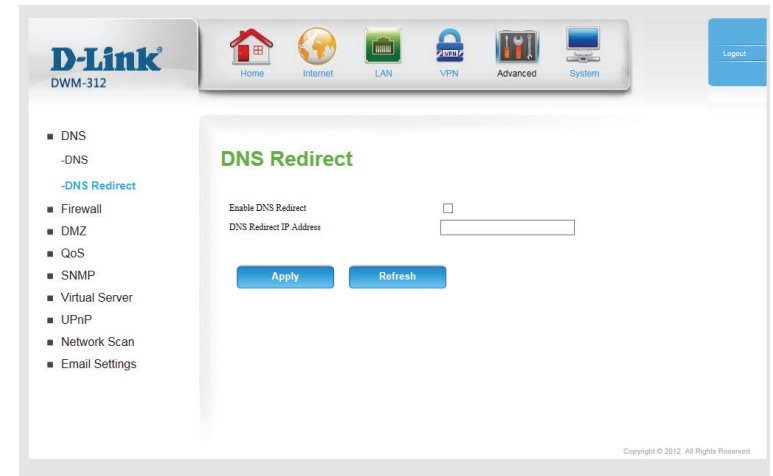 D-Link®
DWM-312
Home
Internet
LAN
VPN
VPN
Advanced
System
Logout
DNS
-DNS
-DNS Redirect
Firewall
DMZ
QoS
SNMP
Virtual Server
UPnP
Network Scan
Email Settings
DNS Redirect
Enable DNS Redirect
DNS Redirect IP Address
Apply
Refresh
Copyright © 2012 All Rights Reserved